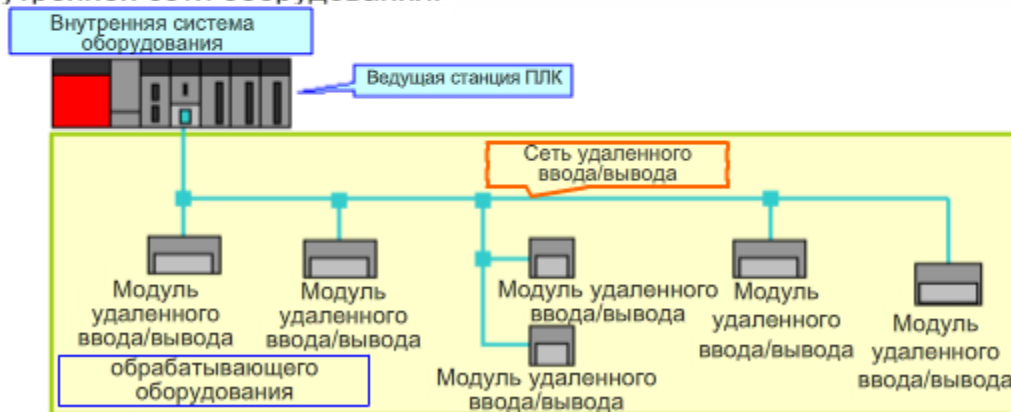 Внутренняя система
оборудования
Ведущая станция ПЛК
Сеть удаленного
ввода/вывода
Модуль
удаленного
ввода/вывода
Модуль
удаленного
ввода/вывода
Модуль удаленного
ввода/вывода
Модуль удаленного
ввода/вывода
Модуль
удаленного
ввода/вывода
Модуль
удаленного
ввода/вывода
обрабатывающего
оборудования